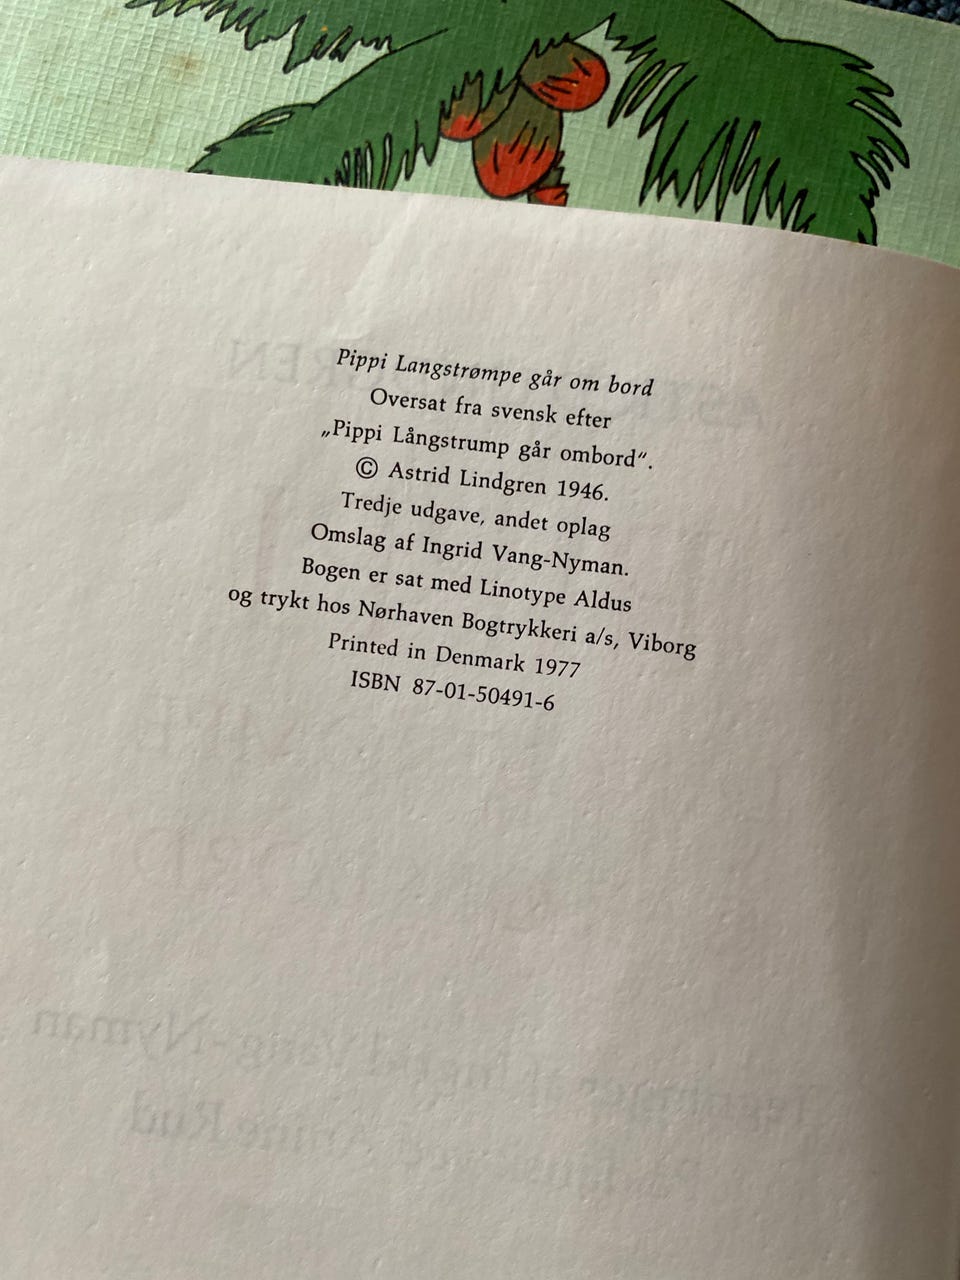 Pippi Langstrømpe går om bord
Oversat fra svensk efter
„Pippi Långstrump går ombord“.
© Astrid Lindgren 1946.
Tredje udgave, andet oplag
Omslag af Ingrid Vang-Nyman.
Bogen er sat med Linotype Aldus
og trykt hos Nørhaven Bogtrykkeri a/s, Viborg
Printed in Denmark 1977
ISBN 87-01-50491-6